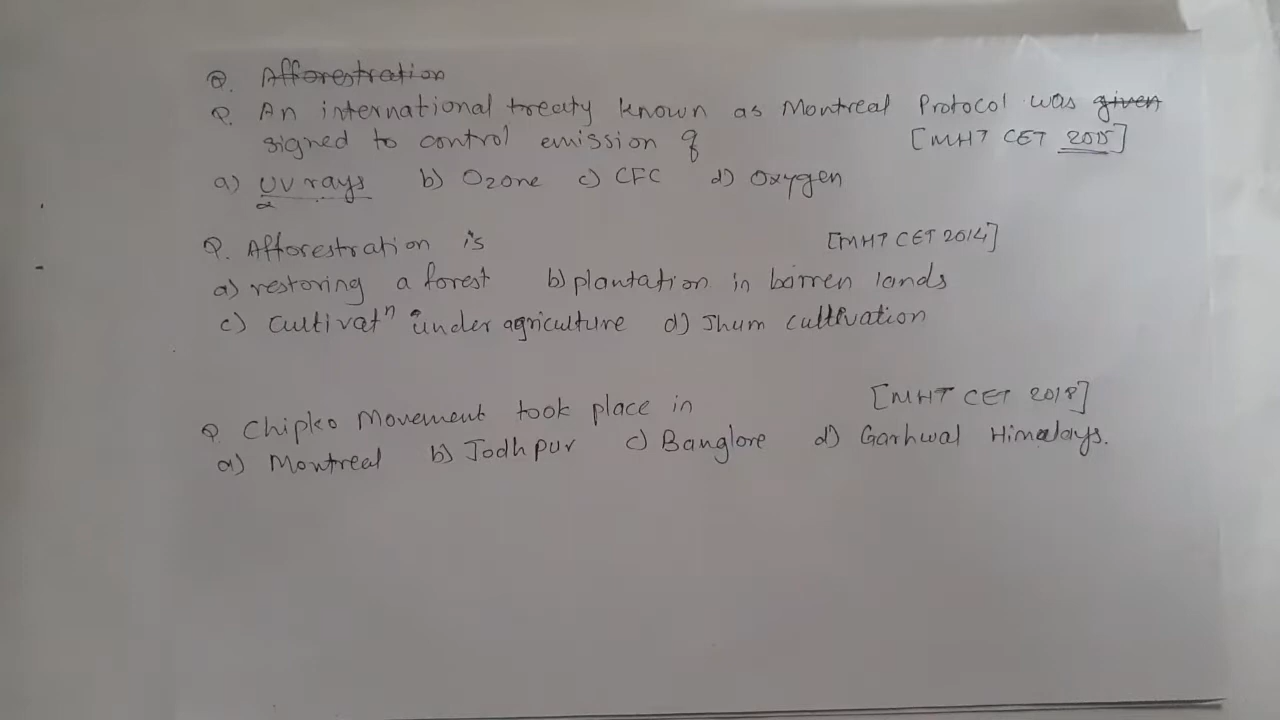 Q. Afforestration
Q. An international treaty known as Montreal Protocol was given
signed to control emission of [MHT CET 2015]
a) UV rays b) Ozone c) CFC d) Oxygen
Q. Afforestration is [MHT CET 2014]
a) restoring a forest b) plantation in barren lands
c) Cultivatⁿ under agriculture d) Jhum cultivation
Q Chipko Movement took place in [MHT CET 2018]
a) Montreal b) Jodhpur c) Banglore d) Garhwal Himalays.